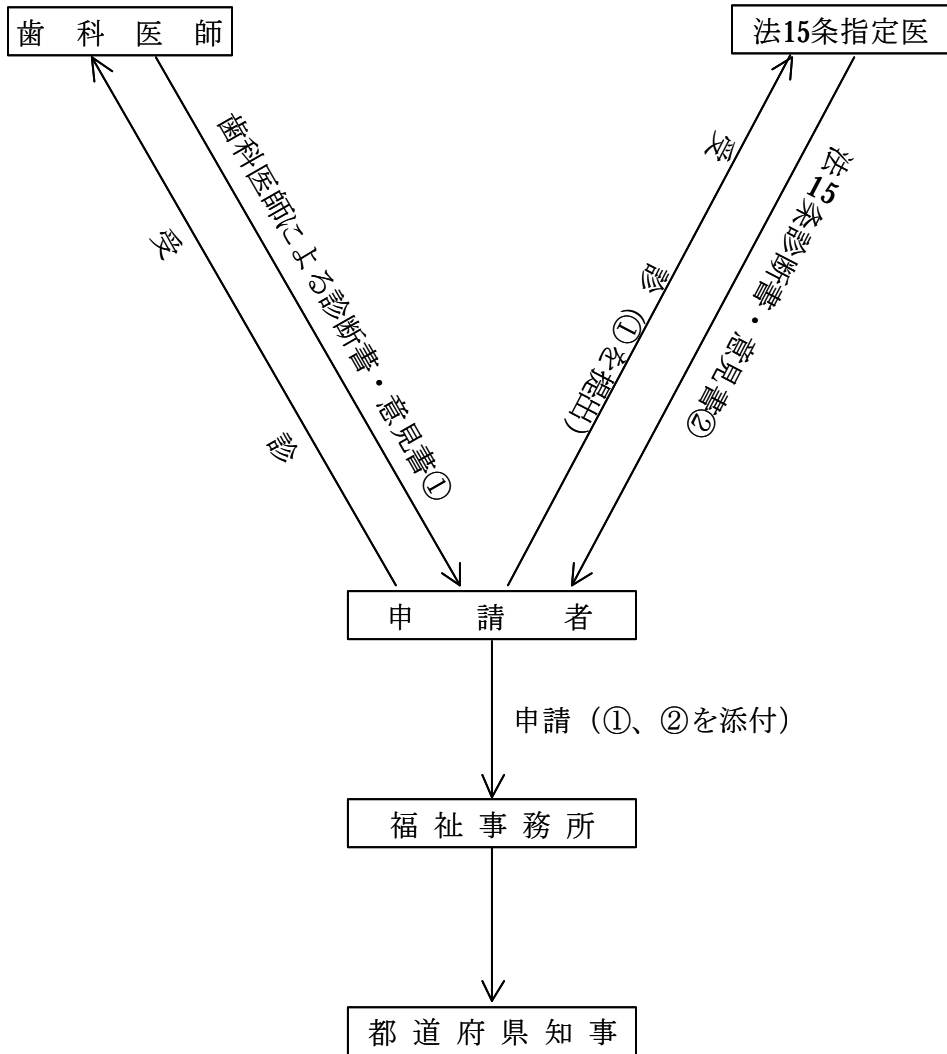 歯科医師
法15条指定医
受診
歯科医師による診断書・意見書①
受診(①を提出)
法15条診断書・意見書②
申請者
申請（①、②を添付）
福祉事務所
都道府県知事